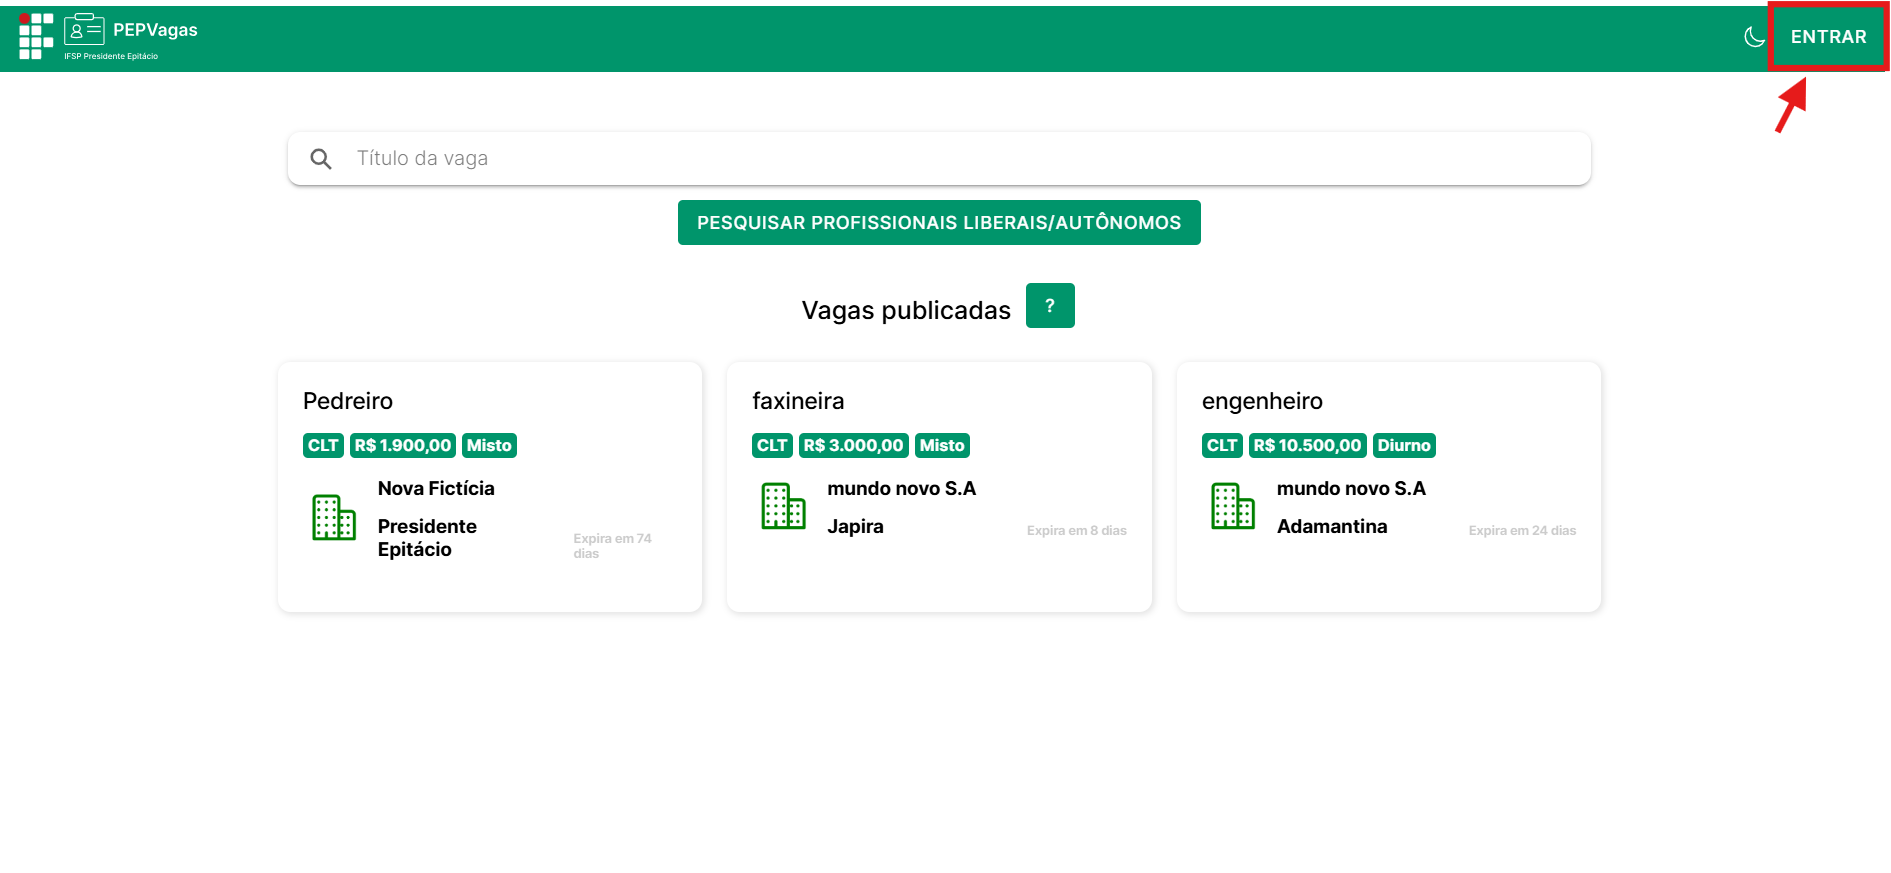 PEPVagas
IFSP Presidente Epitácio
ENTRAR
Título da vaga
PESQUISAR PROFISSIONAIS LIBERAIS/AUTÔNOMOS
Vagas publicadas
?
Pedreiro
CLT R$ 1.900,00 Misto
Nova Fictícia
Presidente
Epitácio
Expira em 74
dias
faxineira
CLT R$ 3.000,00 Misto
mundo novo S.A
Japira
Expira em 8 dias
engenheiro
CLT R$ 10.500,00 Diurno
mundo novo S.A
Adamantina
Expira em 24 dias